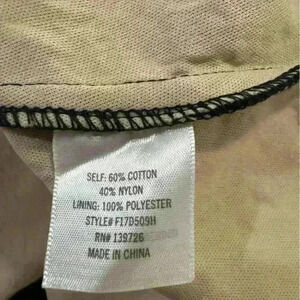 SELF: 60% COTTON
40% NYLON
LINING: 100% POLYESTER
STYLE# F17D509H
RN# 139726
MADE IN CHINA